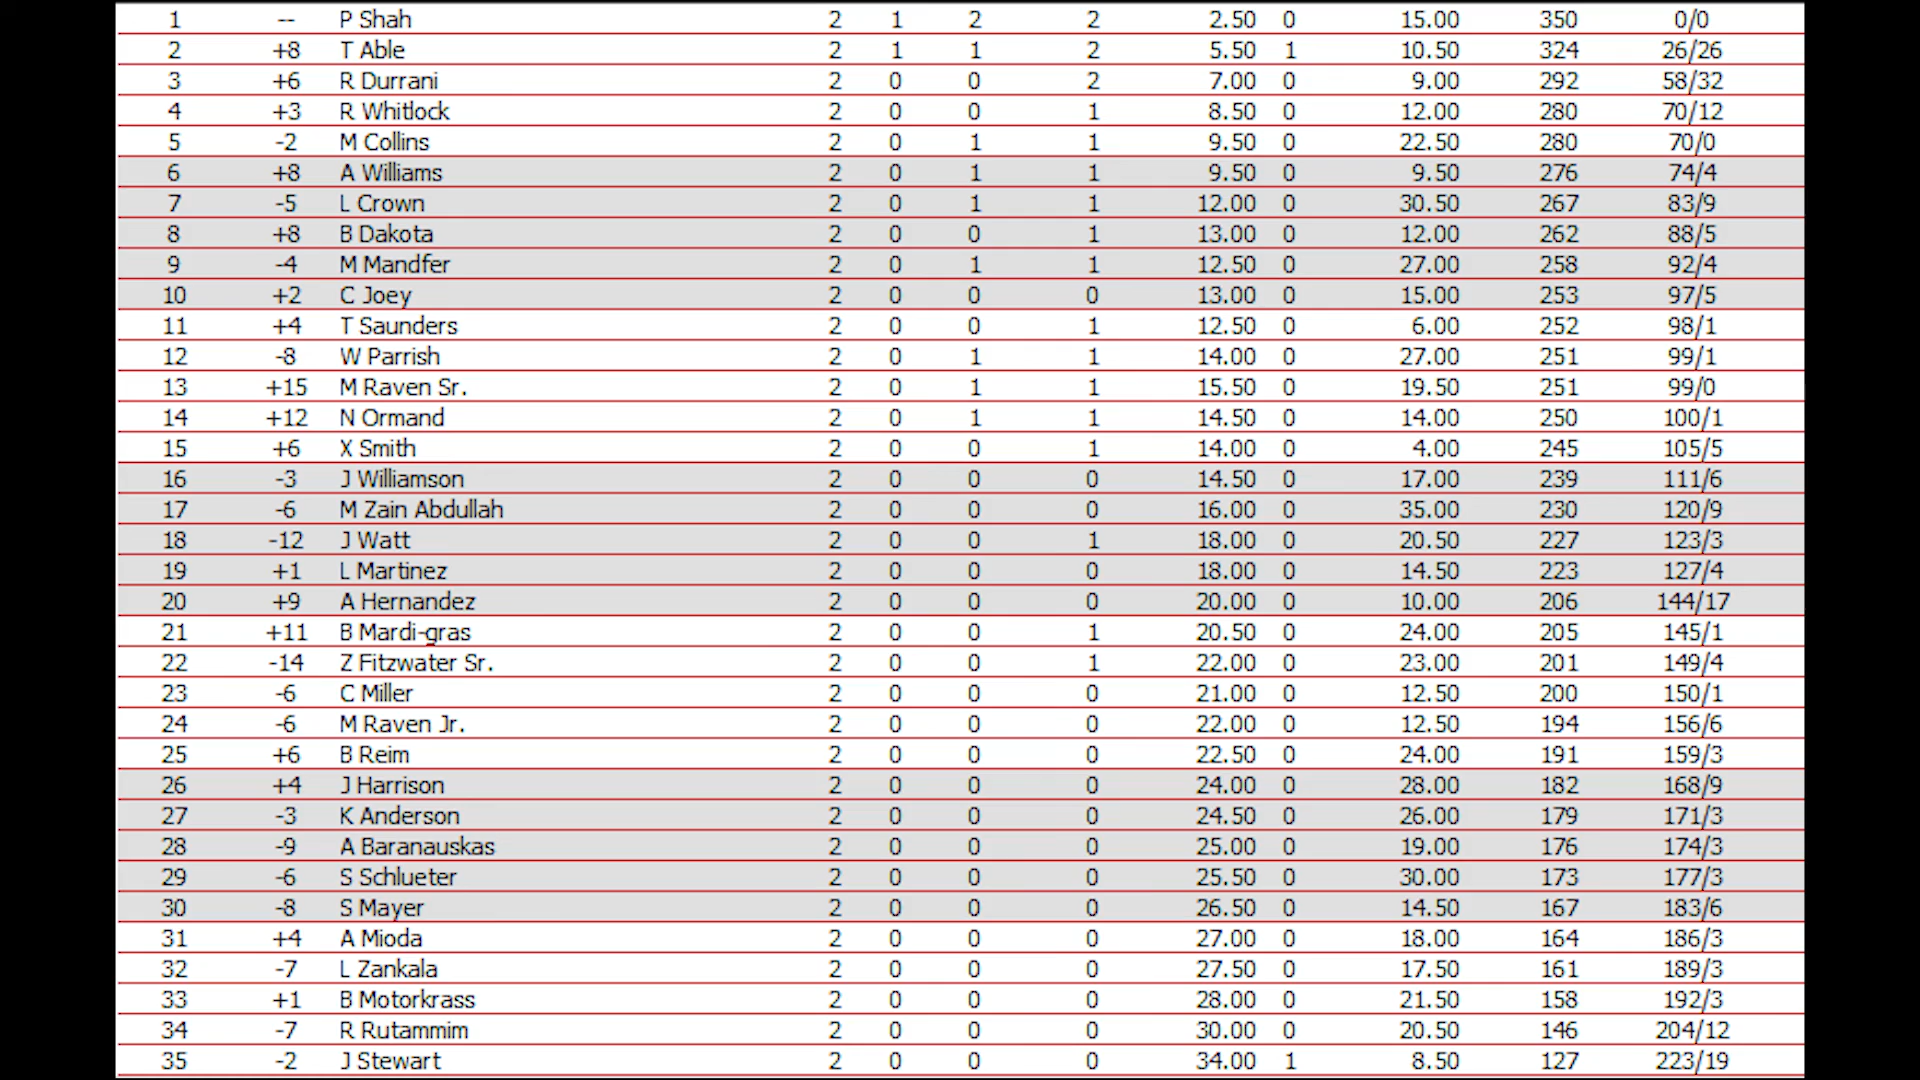 1 -- P Shah 2 1 2 2 2.50 0 15.00 350 0/0
2 +8 T Able 2 1 1 2 5.50 1 10.50 324 26/26
3 +6 R Durrani 2 0 0 2 7.00 0 9.00 292 58/32
4 +3 R Whitlock 2 0 0 1 8.50 0 12.00 280 70/12
5 -2 M Collins 2 0 1 1 9.50 0 22.50 280 70/0
6 +8 A Williams 2 0 1 1 9.50 0 9.50 276 74/4
7 -5 L Crown 2 0 1 1 12.00 0 30.50 267 83/9
8 +8 B Dakota 2 0 0 1 13.00 0 12.00 262 88/5
9 -4 M Mandfer 2 0 1 1 12.50 0 27.00 258 92/4
10 +2 C Joey 2 0 0 0 13.00 0 15.00 253 97/5
11 +4 T Saunders 2 0 0 1 12.50 0 6.00 252 98/1
12 -8 W Parrish 2 0 1 1 14.00 0 27.00 251 99/1
13 +15 M Raven Sr. 2 0 1 1 15.50 0 19.50 251 99/0
14 +12 N Ormand 2 0 1 1 14.50 0 14.00 250 100/1
15 +6 X Smith 2 0 0 1 14.00 0 4.00 245 105/5
16 -3 J Williamson 2 0 0 0 14.50 0 17.00 239 111/6
17 -6 M Zain Abdullah 2 0 0 0 16.00 0 35.00 230 120/9
18 -12 J Watt 2 0 0 1 18.00 0 20.50 227 123/3
19 +1 L Martinez 2 0 0 0 18.00 0 14.50 223 127/4
20 +9 A Hernandez 2 0 0 0 20.00 0 10.00 206 144/17
21 +11 B Mardi-gras 2 0 0 1 20.50 0 24.00 205 145/1
22 -14 Z Fitzwater Sr. 2 0 0 1 22.00 0 23.00 201 149/4
23 -6 C Miller 2 0 0 0 21.00 0 12.50 200 150/1
24 -6 M Raven Jr. 2 0 0 0 22.00 0 12.50 194 156/6
25 +6 B Reim 2 0 0 0 22.50 0 24.00 191 159/3
26 +4 J Harrison 2 0 0 0 24.00 0 28.00 182 168/9
27 -3 K Anderson 2 0 0 0 24.50 0 26.00 179 171/3
28 -9 A Baranauskas 2 0 0 0 25.00 0 19.00 176 174/3
29 -6 S Schlueter 2 0 0 0 25.50 0 30.00 173 177/3
30 -8 S Mayer 2 0 0 0 26.50 0 14.50 167 183/6
31 +4 A Mioda 2 0 0 0 27.00 0 18.00 164 186/3
32 -7 L Zankala 2 0 0 0 27.50 0 17.50 161 189/3
33 +1 B Motorkrass 2 0 0 0 28.00 0 21.50 158 192/3
34 -7 R Rutammim 2 0 0 0 30.00 0 20.50 146 204/12
35 -2 J Stewart 2 0 0 0 34.00 1 8.50 127 223/19